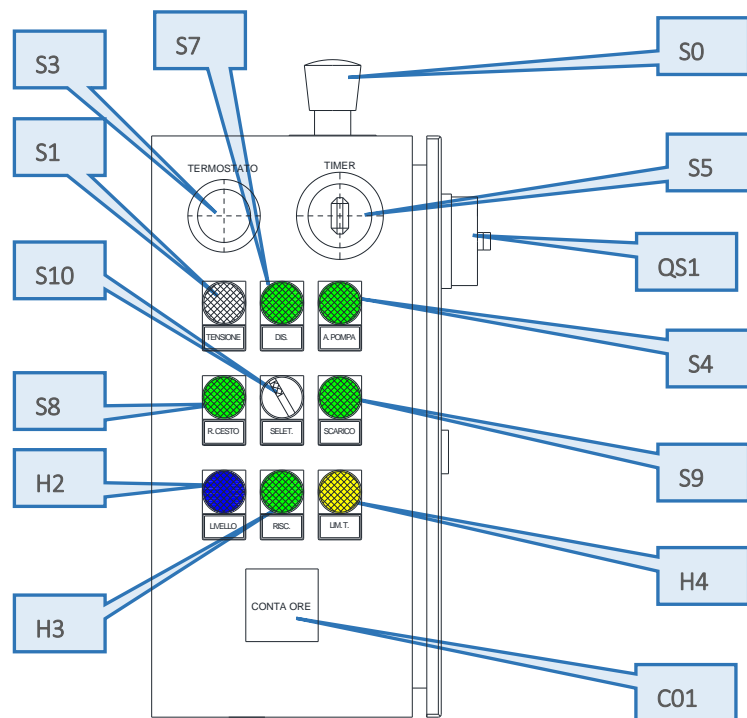 S7
S0
S3
S1
TERMOSTATO
TIMER
S5
S10
QS1
TENSIONE
DIS.
A. POMPA
S4
S8
R. CESTO
SELET.
SCARICO
S9
H2
LIVELLO
RISC.
LIM. T.
H4
H3
CONTA ORE
C01